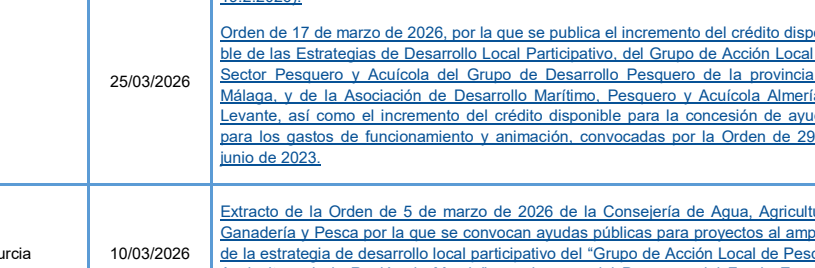 Orden de 17 de marzo de 2026, por la que se publica el incremento del crédito
ble de las Estrategias de Desarrollo Local Participativo, del Grupo de Acción Local
Sector Pesquero y Acuícola del Grupo de Desarrollo Pesquero de la provincia
25/03/2026
Málaga, y de la Asociación de Desarrollo Marítimo, Pesquero y Acuícola
Levante, así como el incremento del crédito disponible para la concesión de
para los gastos de funcionamiento y animación, convocadas por la Orden de 29
junio de 2023.
Extracto de la Orden de 5 de marzo de 2026 de la Consejería de Agua,
Ganadería y Pesca por la que se convocan ayudas públicas para proyectos al
urcia
10/03/2026
de la estrategia de desarrollo local participativo del “Grupo de Acción Local de